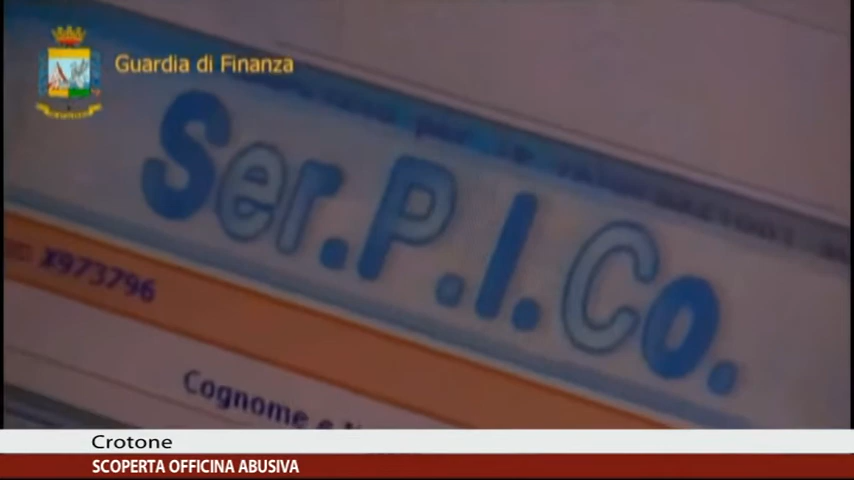 Guardia di Finanza
Ser.P.I.Co.
X973796
Cognome e
Crotone
SCOPERTA OFFICINA ABUSIVA